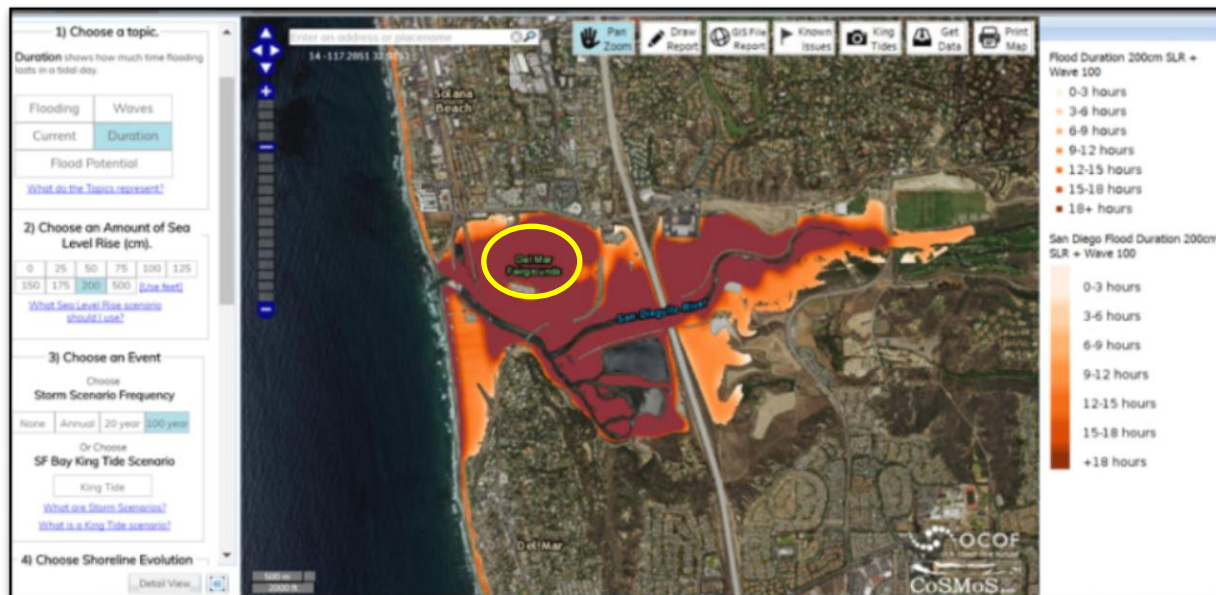 1) Choose a topic.
Duration shows how much time flooding
lasts in a tidal day.
Flooding Waves
Current Duration
Flood Potential
What do the Topics represent?
2) Choose an Amount of Sea
Level Rise (cm).
0 25 50 75 100 125
150 175 200 500 [Use feet]
What Sea Level Rise scenario
should I use?
3) Choose an Event
Choose
Storm Scenario Frequency
None Annual 20 year 100 year
Or Choose
SF Bay King Tide Scenario
King Tide
What are Storm Scenarios?
What is a King Tide scenario?
4) Choose Shoreline Evolution
Detail View
Enter an address or placename
14 -117.2851
Pan
Zoom
Draw
Report
GIS File
Report
Known
Issues
King
Tides
Get
Data
Print
Map
Solana
Beach
Del Mar
Fairgrounds
San Dieguito River
Del Mar
500 m
2000 ft
OCOF
CoSMoS
Flood Duration 200cm SLR +
Wave 100
0-3 hours
3-6 hours
6-9 hours
9-12 hours
12-15 hours
15-18 hours
18+ hours
San Diego Flood Duration 200cm
SLR + Wave 100
0-3 hours
3-6 hours
6-9 hours
9-12 hours
12-15 hours
15-18 hours
+18 hours